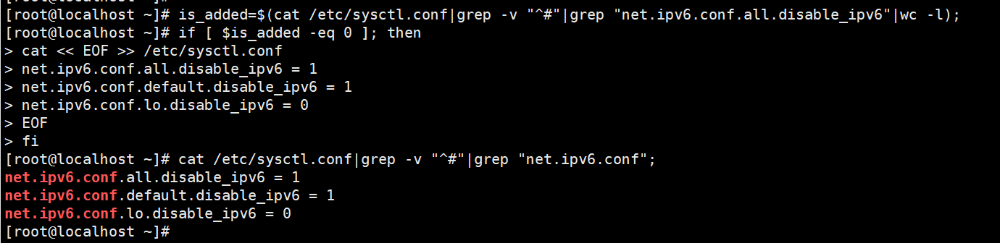 [root@localhost ~]#
[root@localhost ~]# is_added=$(cat /etc/sysctl.conf|grep -v "^#"|grep "net.ipv6.conf.all.disable_ipv6"|wc -l);
[root@localhost ~]# if [ $is_added -eq 0 ]; then
> cat << EOF >> /etc/sysctl.conf
> net.ipv6.conf.all.disable_ipv6 = 1
> net.ipv6.conf.default.disable_ipv6 = 1
> net.ipv6.conf.lo.disable_ipv6 = 0
> EOF
> fi
[root@localhost ~]# cat /etc/sysctl.conf|grep -v "^#"|grep "net.ipv6.conf";
net.ipv6.conf.all.disable_ipv6 = 1
net.ipv6.conf.default.disable_ipv6 = 1
net.ipv6.conf.lo.disable_ipv6 = 0
[root@localhost ~]#